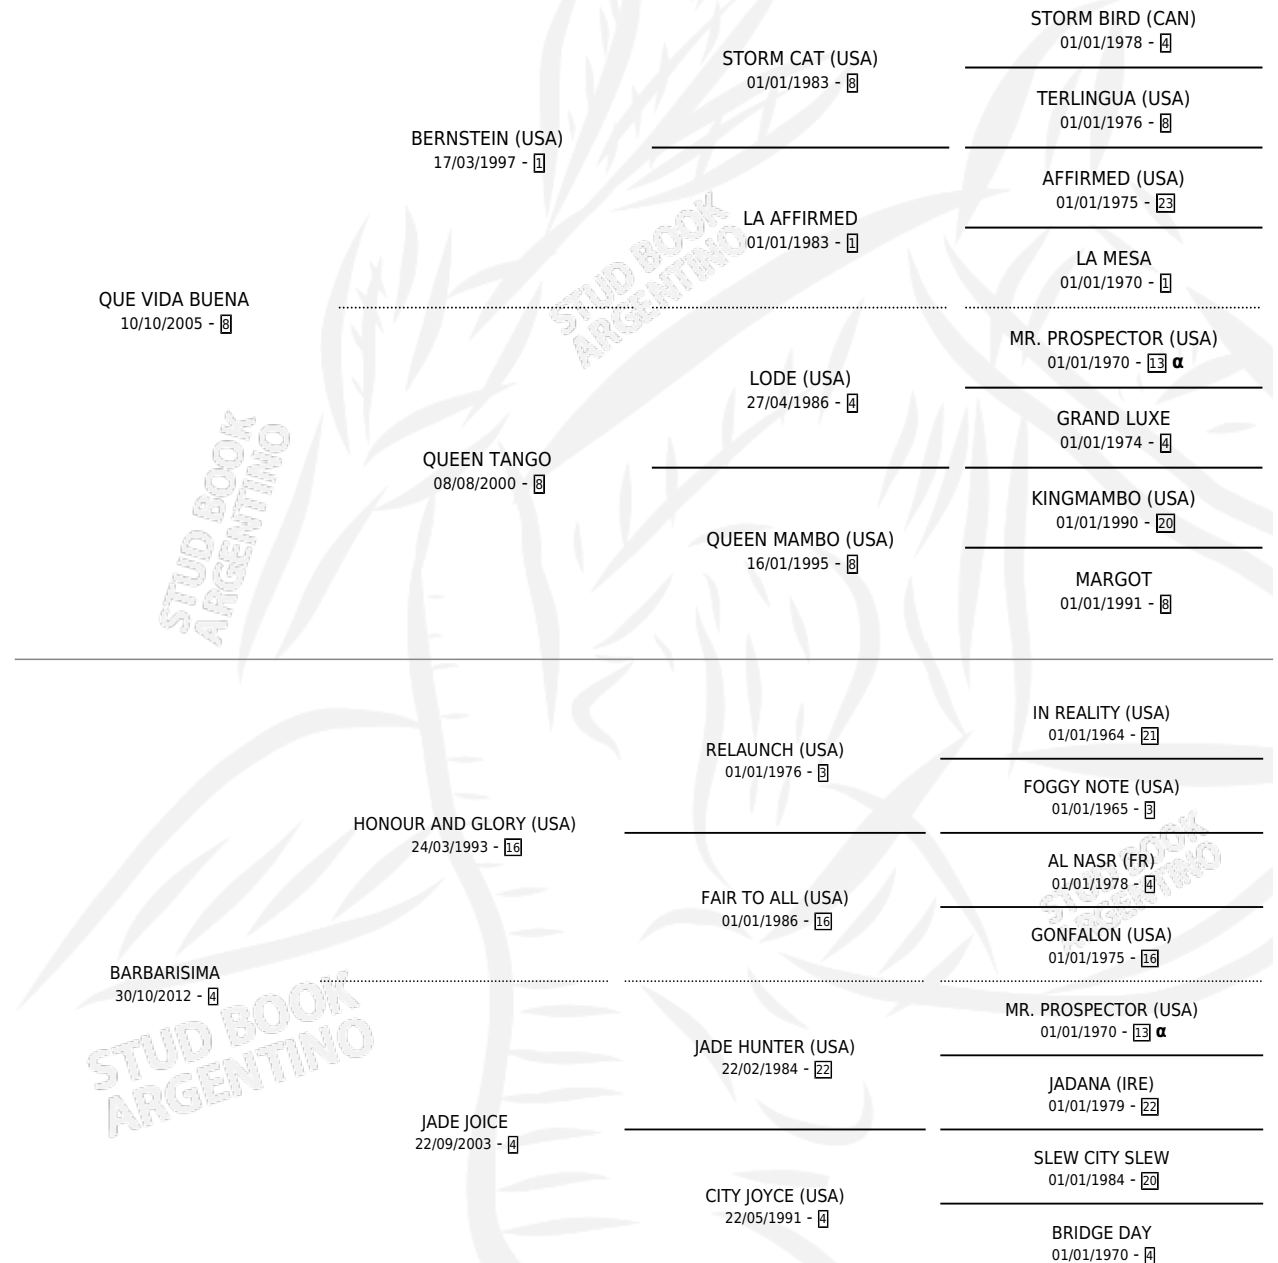 STORM BIRD (CAN)
01/01/1978 - 4
STORM CAT (USA)
01/01/1983 - 8
TERLINGUA (USA)
01/01/1976 - 8
BERNSTEIN (USA)
17/03/1997 - 1
AFFIRMED (USA)
01/01/1975 - 23
LA AFFIRMED
01/01/1983 - 1
LA MESA
01/01/1970 - 1
QUE VIDA BUENA
10/10/2005 - 8
MR. PROSPECTOR (USA)
01/01/1970 - 13 α
LODE (USA)
27/04/1986 - 4
GRAND LUXE
01/01/1974 - 4
QUEEN TANGO
08/08/2000 - 8
KINGMAMBO (USA)
01/01/1990 - 20
QUEEN MAMBO (USA)
16/01/1995 - 8
MARGOT
01/01/1991 - 8
IN REALITY (USA)
01/01/1964 - 21
RELAUNCH (USA)
01/01/1976 - 3
FOGGY NOTE (USA)
01/01/1965 - 3
HONOUR AND GLORY (USA)
24/03/1993 - 16
AL NASR (FR)
01/01/1978 - 4
FAIR TO ALL (USA)
01/01/1986 - 16
GONFALON (USA)
01/01/1975 - 16
BARBARISIMA
30/10/2012 - 4
MR. PROSPECTOR (USA)
01/01/1970 - 13 α
JADE HUNTER (USA)
22/02/1984 - 22
JADANA (IRE)
01/01/1979 - 22
JADE JOICE
22/09/2003 - 4
SLEW CITY SLEW
01/01/1984 - 20
CITY JOYCE (USA)
22/05/1991 - 4
BRIDGE DAY
01/01/1970 - 4
STUD BOOK
ARGENTINO
STUD BOOK
ARGENTINO
STUD BOOK
ARGENTINO
STUD BOOK
ARGENTINO